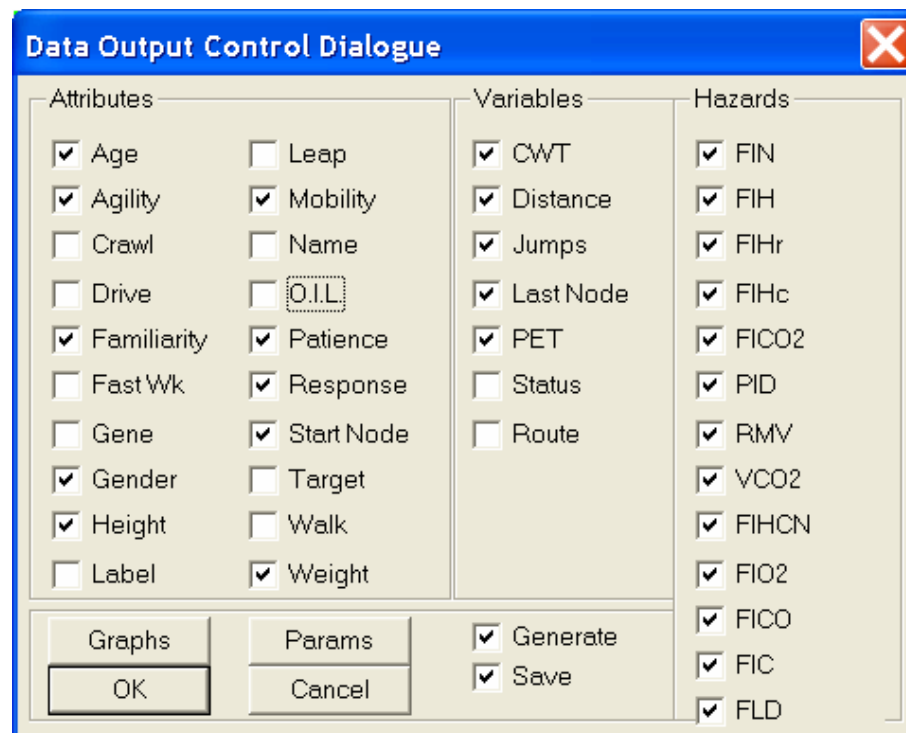 Data Output Control Dialogue
Attributes
Age
Agility
Crawl
Drive
Familiarity
Fast Wk
Gene
Gender
Height
Label
Leap
Mobility
Name
O.I.L.
Patience
Response
Start Node
Target
Walk
Weight
Variables
CWT
Distance
Jumps
Last Node
PET
Status
Route
Hazards
FIN
FIH
FIHr
FIHc
FICO2
PID
RMV
VCO2
FIHCN
FIO2
FICO
FIC
FLD
Graphs
Params
OK
Cancel
Generate
Save